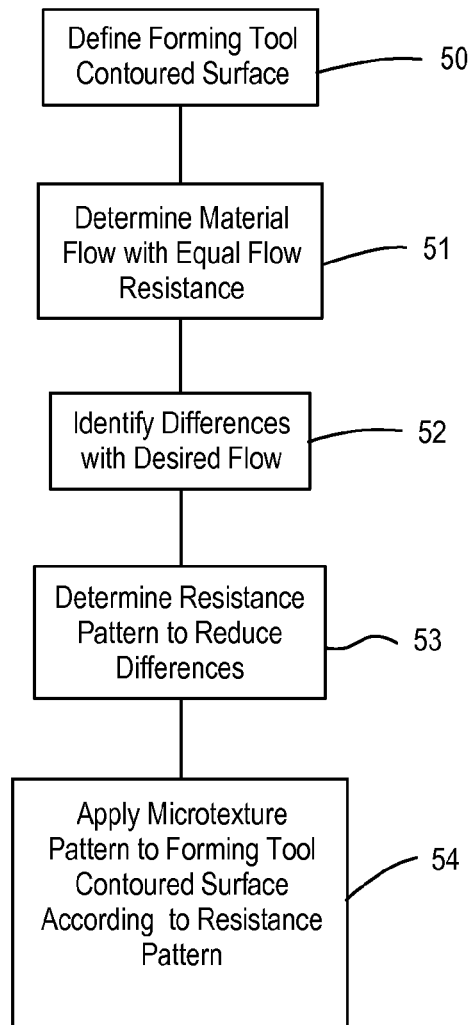 Define Forming Tool
Contoured Surface
50
Determine Material
Flow with Equal Flow
Resistance
51
Identify Differences
with Desired Flow
52
Determine Resistance
Pattern to Reduce
Differences
53
Apply Microtexture
Pattern to Forming Tool
Contoured Surface
According to Resistance
Pattern
54